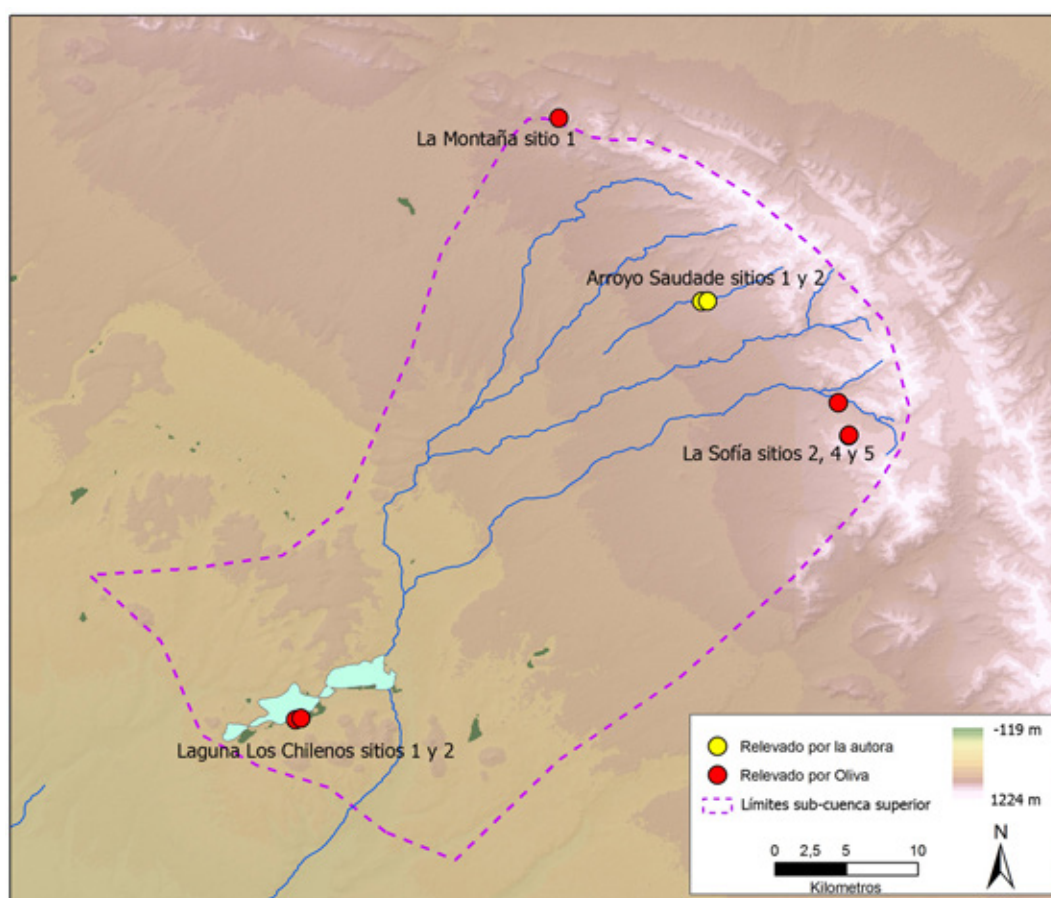 La Montaña sitio 1
Arroyo Saudade sitios 1 y 2
La Sofía sitios 2, 4 y 5
Laguna Los Chilenos sitios 1 y 2
Relevado por la autora
Relevado por Oliva
Límites sub-cuenca superior
-119 m
1224 m
N
0 2,5 5 10
Kilometros